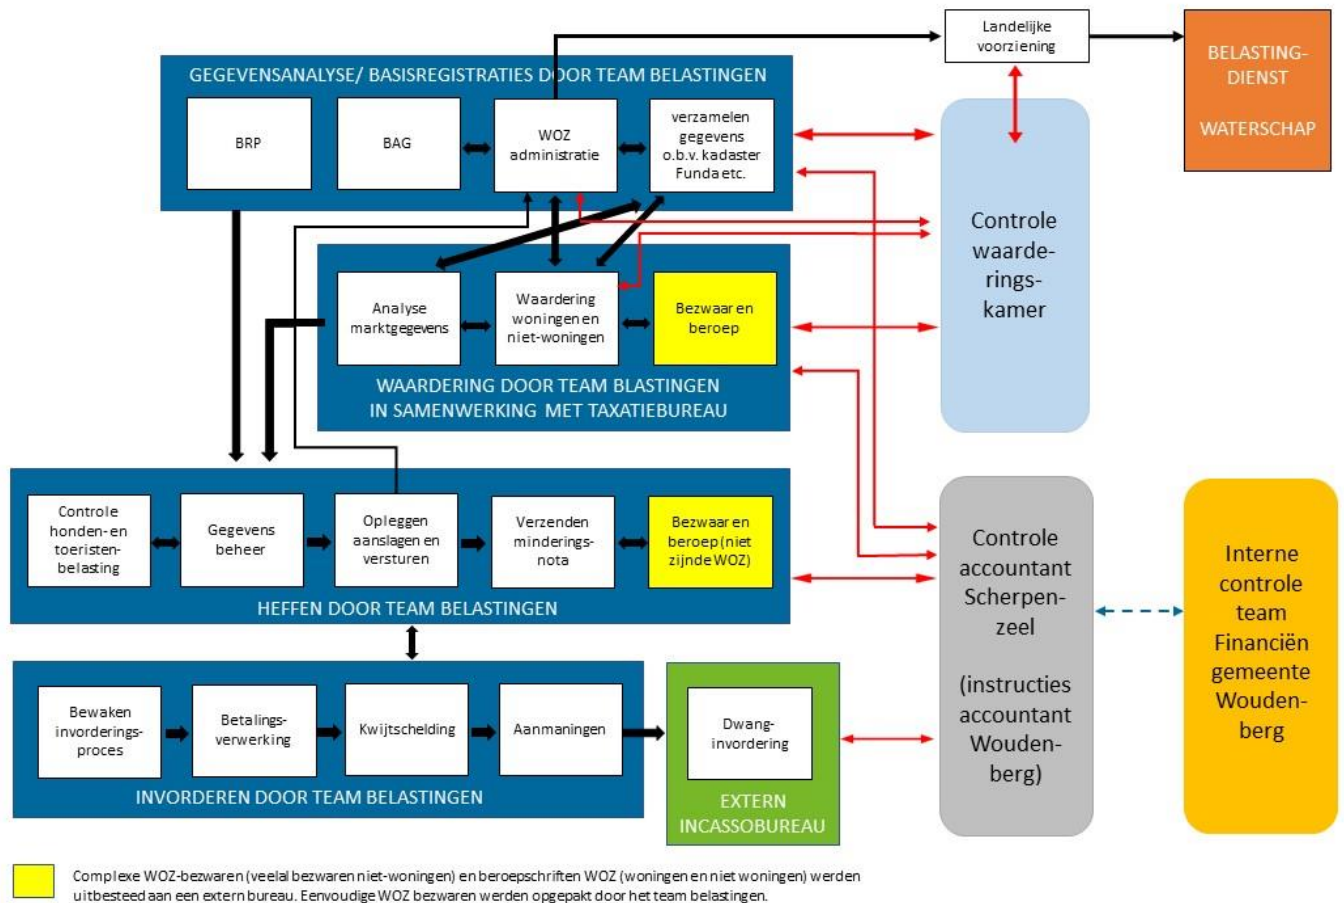 Landelijke
voorziening
BELASTING-
DIENST
WATERSCHAP
GEGEVENSANALYSE/ BASISREGISTRATIES DOOR TEAM BELASTINGEN
BRP
BAG
WOZ
administratie
verzamelen
gegevens
o.b.v. kadaster
Funda etc.
Controle
waarde-
rings-
kamer
Analyse
marktgegevens
Waardering
woningen en
niet-woningen
Bezwaar en
beroep
WAARDERING DOOR TEAM BLASTINGEN
IN SAMENWERKING MET TAXATIEBUREAU
Controle
honden- en
toeristen-
belasting
Gegevens
beheer
Opleggen
aanslagen en
versturen
Verzenden
minderings-
nota
Bezwaar en
beroep (niet
zijnde WOZ)
HEFFEN DOOR TEAM BELASTINGEN
Controle
accountant
Scherpen-
zeel
(instructies
accountant
Wouden-
berg)
Interne
controle
team
Financiën
gemeente
Wouden-
berg
Bewaken
invorderings-
proces
Betalings-
verwerking
Kwijtschelding
Aanmaningen
INVORDEREN DOOR TEAM BELASTINGEN
Dwang-
invordering
EXTERN
INCASSOBUREAU
Complexe WOZ-bezwaren (veelal bezwaren niet-woningen) en beroepschriften WOZ (woningen en niet woningen) werden
uitbesteed aan een extern bureau. Eenvoudige WOZ bezwaren werden opgepakt door het team belastingen.